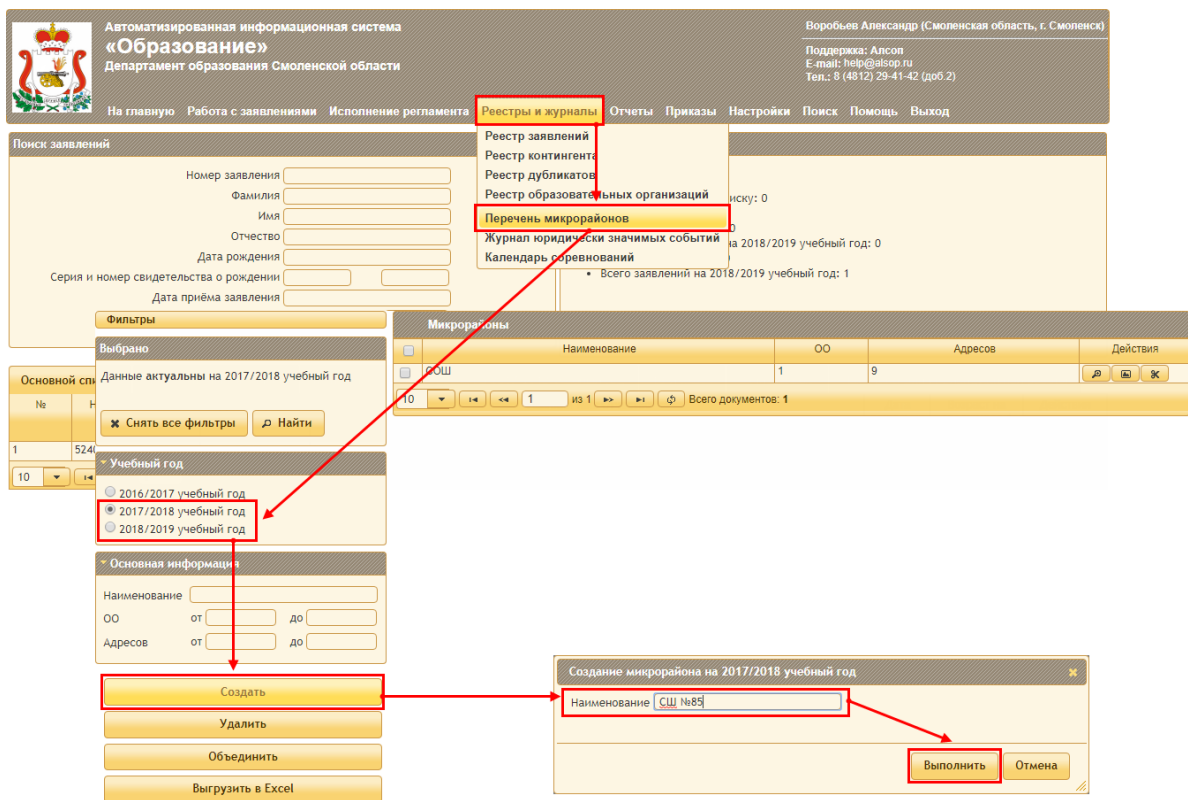 Автоматизированная информационная система
«Образование»
Департамент образования Смоленской области
Воробьев Александр (Смоленская область, г. Смоленск)
Поддержка: Алсоп
E-mail: help@alsop.ru
Тел.: 8 (4812) 29-41-42 (доб.2)
На главную Работа с заявлениями Исполнение регламента Реестры и журналы Отчеты Приказы Настройки Поиск Помощь Выход
Реестр заявлений
Реестр контингента
Реестр дубликатов
Реестр образовательных организаций
Перечень микрорайонов
Журнал юридически значимых событий
Календарь соревнований
Поиск заявлений
Номер заявления
Фамилия
Имя
Отчество
Дата рождения
Серия и номер свидетельства о рождении
Дата приёма заявления
иску: 0
0
на 2018/2019 учебный год: 0
• Всего заявлений на 2018/2019 учебный год: 1
Основной спи
№ Н
1 5240
10
Фильтры
Выбрано
Данные актуальны на 2017/2018 учебный год
Снять все фильтры Найти
Учебный год
2016/2017 учебный год
2017/2018 учебный год
2018/2019 учебный год
Основная информация
Наименование
ОО от до
Адресов от до
Создать
Удалить
Объединить
Выгрузить в Excel
Микрорайоны
Наименование ОО Адресов Действия
СОШ 1 9
10 1 из 1 Всего документов: 1
Создание микрорайона на 2017/2018 учебный год
Наименование СШ №85
Выполнить Отмена